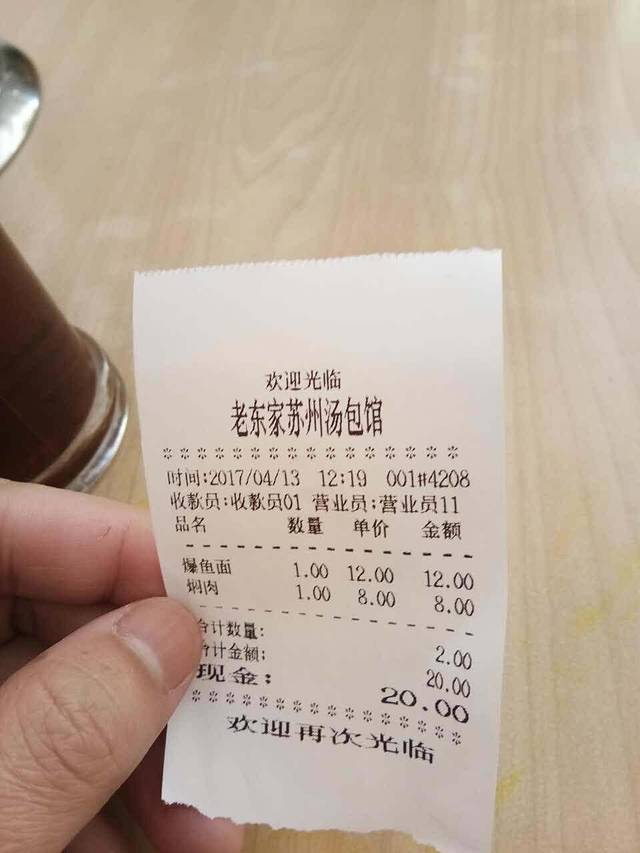 欢迎光临
老东家苏州汤包馆
******************
时间:2017/04/13 12:19 001#4208
收款员:收款员01 营业员:营业员11
品名 数量 单价 金额
爆鱼面 1.00 12.00 12.00
焖肉 1.00 8.00 8.00
合计数量: 2.00
合计金额: 20.00
现金: 20.00
******************
欢迎再次光临